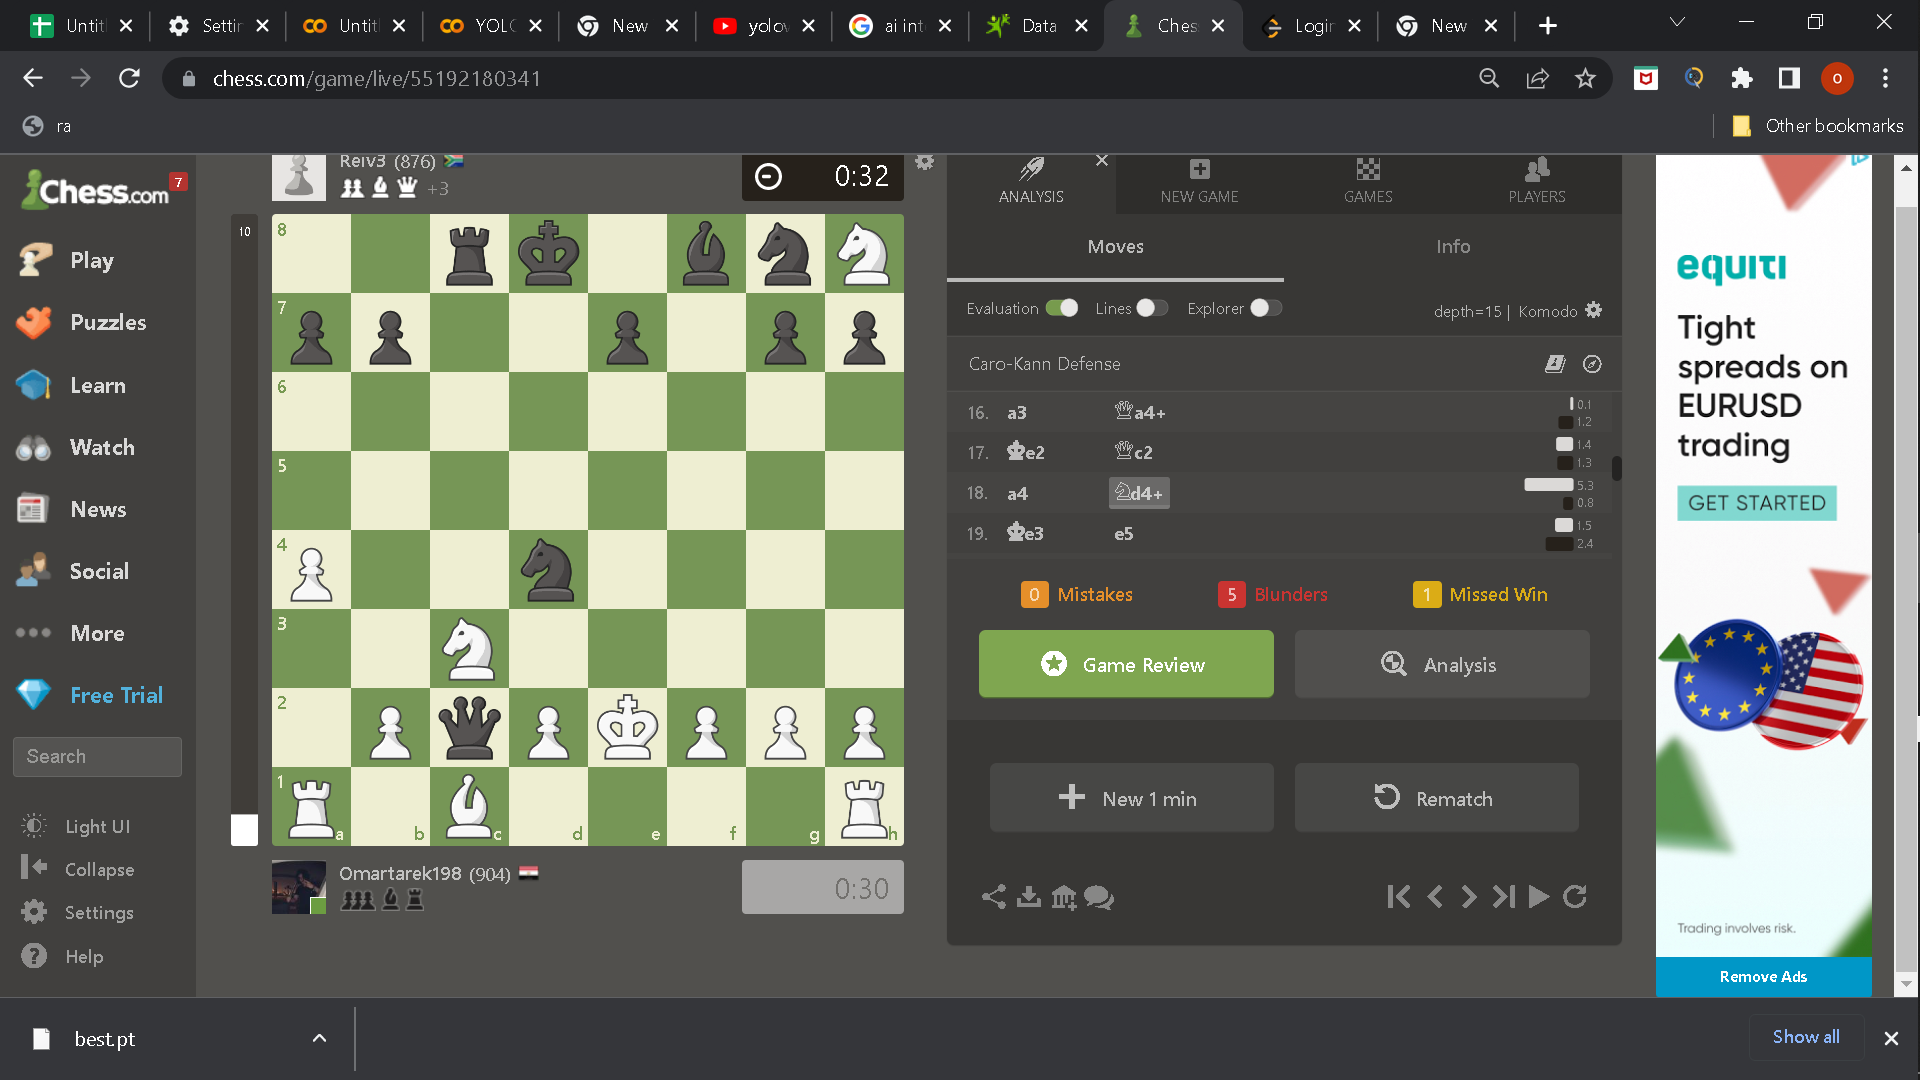 Untitl
Settin
Untitl
YOLO
New
yolov
ai int
Data
Ches
Login
New
chess.com/game/live/55192180341
ra
Other bookmarks
Chess.com
7
Play
Puzzles
Learn
Watch
News
Social
More
Free Trial
Search
Light UI
Collapse
Settings
Help
Reiv3 (876)
+3
0:32
10
8
7
6
5
4
3
2
1
a b c d e f g h
Omartarek198 (904)
0:30
ANALYSIS
NEW GAME
GAMES
PLAYERS
Moves
Info
Evaluation
Lines
Explorer
depth=15 | Komodo
Caro-Kann Defense
16. a3 ♕a4+ 0.1
1.2
17. ♚e2 ♕c2 1.4
1.3
18. a4 ♘d4+ 5.3
0.8
19. ♚e3 e5 1.5
2.4
0 Mistakes
5 Blunders
1 Missed Win
Game Review
Analysis
New 1 min
Rematch
equiti
Tight
spreads on
EURUSD
trading
GET STARTED
Trading involves risk.
Remove Ads
best.pt
Show all